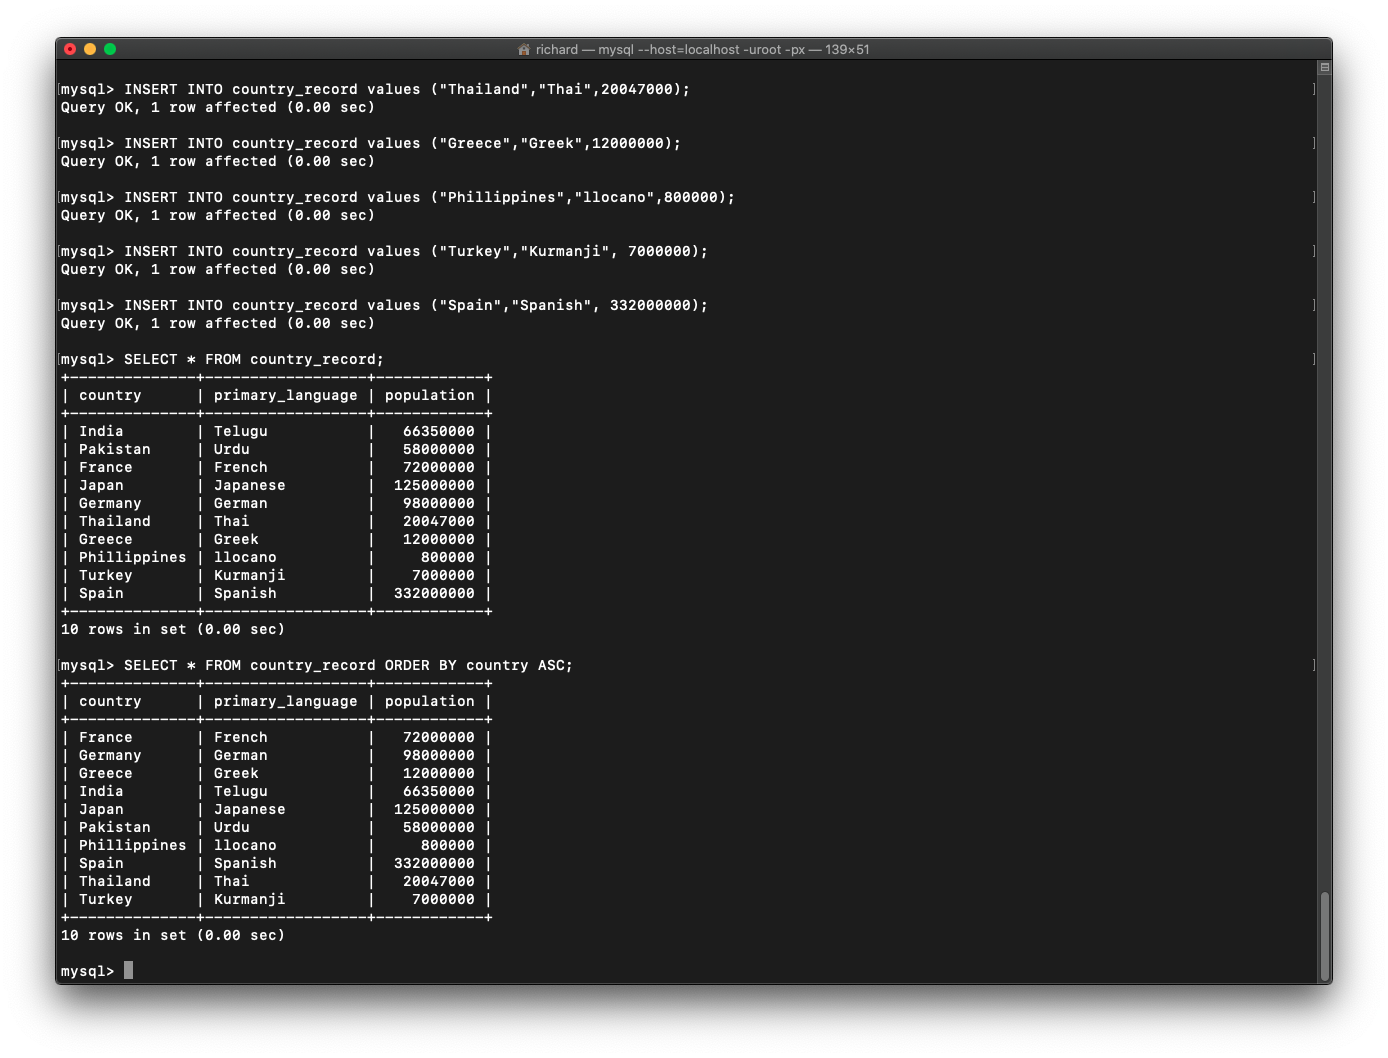 richard — mysql --host=localhost -uroot -px — 139×51
[mysql> INSERT INTO country_record values ("Thailand","Thai",20047000); ]
Query OK, 1 row affected (0.00 sec)
[mysql> INSERT INTO country_record values ("Greece","Greek",12000000); ]
Query OK, 1 row affected (0.00 sec)
[mysql> INSERT INTO country_record values ("Phillippines","llocano",800000); ]
Query OK, 1 row affected (0.00 sec)
[mysql> INSERT INTO country_record values ("Turkey","Kurmanji", 7000000); ]
Query OK, 1 row affected (0.00 sec)
[mysql> INSERT INTO country_record values ("Spain","Spanish", 332000000); ]
Query OK, 1 row affected (0.00 sec)
[mysql> SELECT * FROM country_record; ]
+--------------+------------------+------------+
| country      | primary_language | population |
+--------------+------------------+------------+
| India        | Telugu           |   66350000 |
| Pakistan     | Urdu             |   58000000 |
| France       | French           |   72000000 |
| Japan        | Japanese         |  125000000 |
| Germany      | German           |   98000000 |
| Thailand     | Thai             |   20047000 |
| Greece       | Greek            |   12000000 |
| Phillippines | llocano          |     800000 |
| Turkey       | Kurmanji         |    7000000 |
| Spain        | Spanish          |  332000000 |
+--------------+------------------+------------+
10 rows in set (0.00 sec)
[mysql> SELECT * FROM country_record ORDER BY country ASC; ]
+--------------+------------------+------------+
| country      | primary_language | population |
+--------------+------------------+------------+
| France       | French           |   72000000 |
| Germany      | German           |   98000000 |
| Greece       | Greek            |   12000000 |
| India        | Telugu           |   66350000 |
| Japan        | Japanese         |  125000000 |
| Pakistan     | Urdu             |   58000000 |
| Phillippines | llocano          |     800000 |
| Spain        | Spanish          |  332000000 |
| Thailand     | Thai             |   20047000 |
| Turkey       | Kurmanji         |    7000000 |
+--------------+------------------+------------+
10 rows in set (0.00 sec)
mysql>